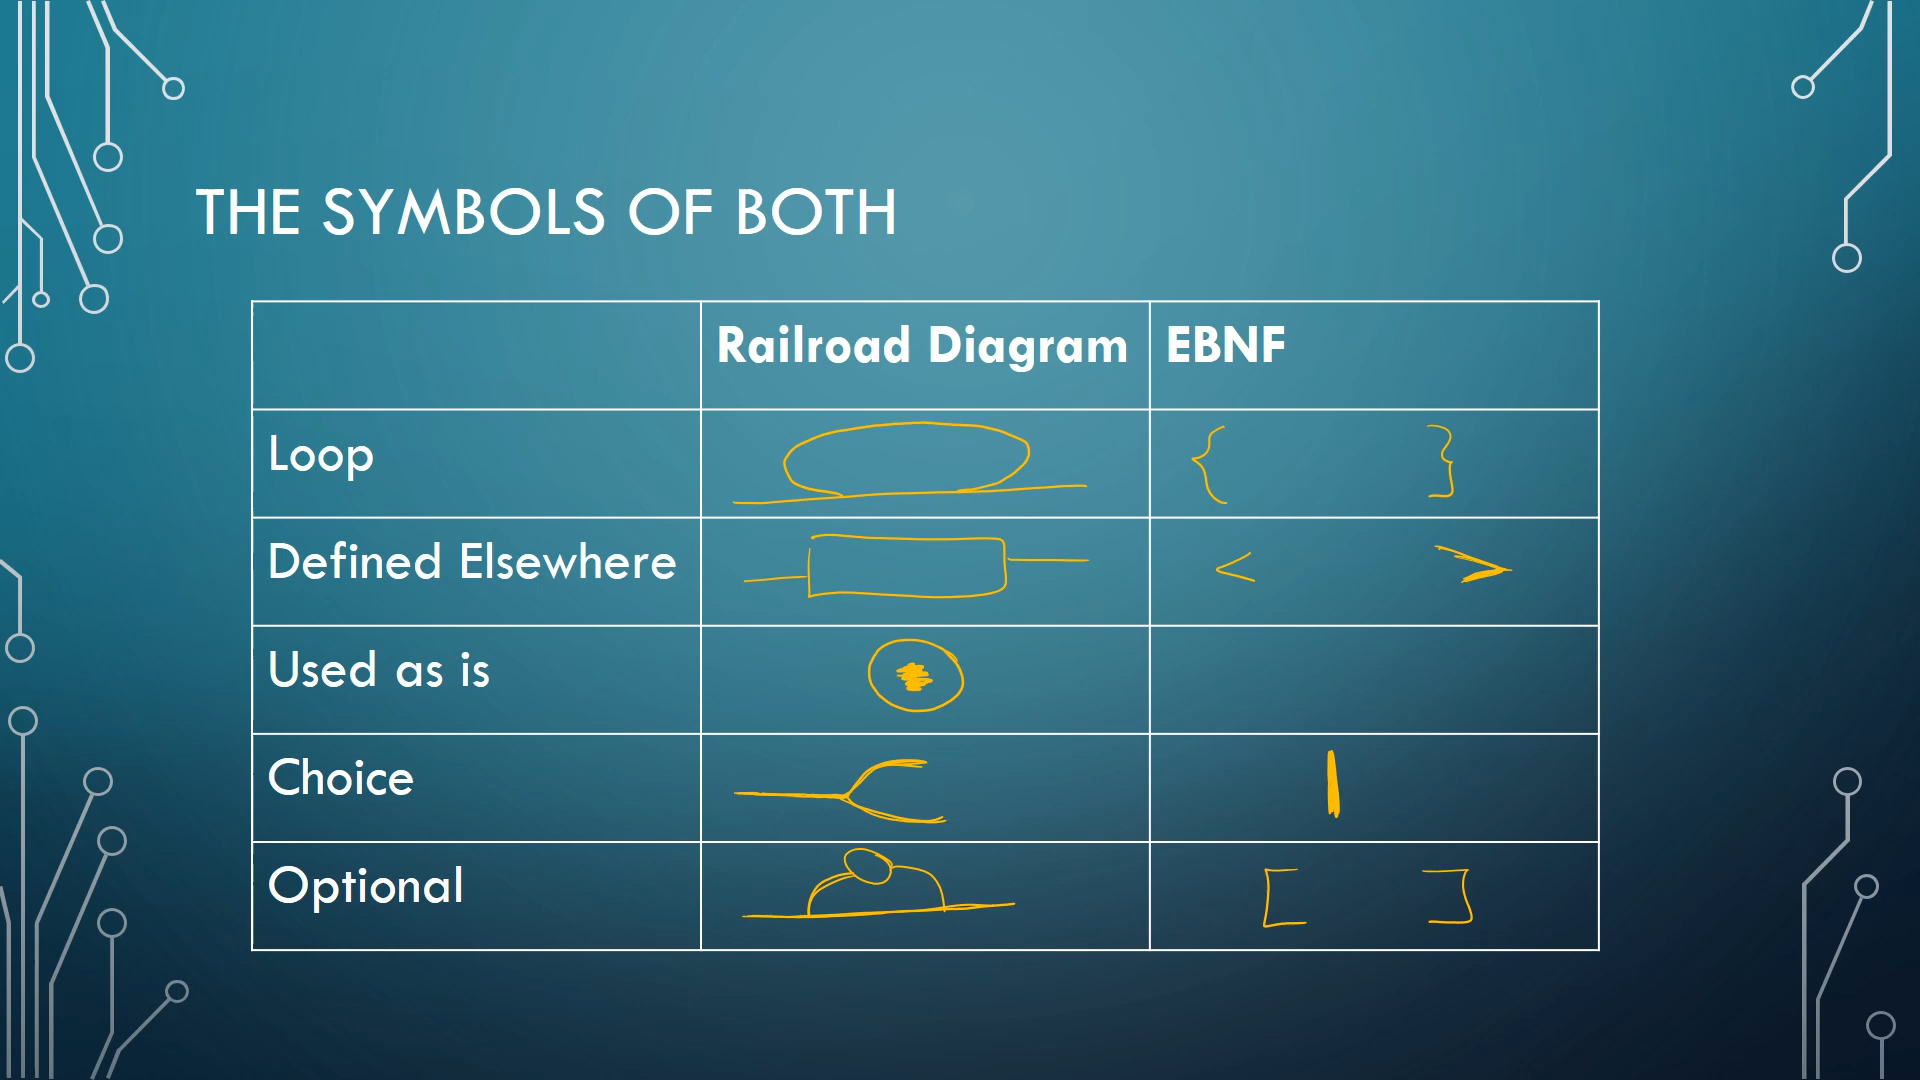 THE SYMBOLS OF BOTH
Railroad Diagram EBNF
Loop { }
Defined Elsewhere < >
Used as is
Choice |
Optional [ ]